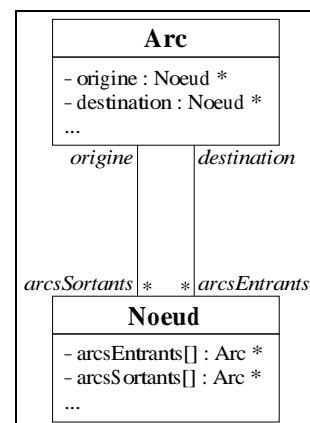 Arc
- origine : Noeud *
- destination : Noeud *
...
origine destination
arcsSortants * * arcsEntrants
Noeud
- arcsEntrants[] : Arc *
- arcsSortants[] : Arc *
...